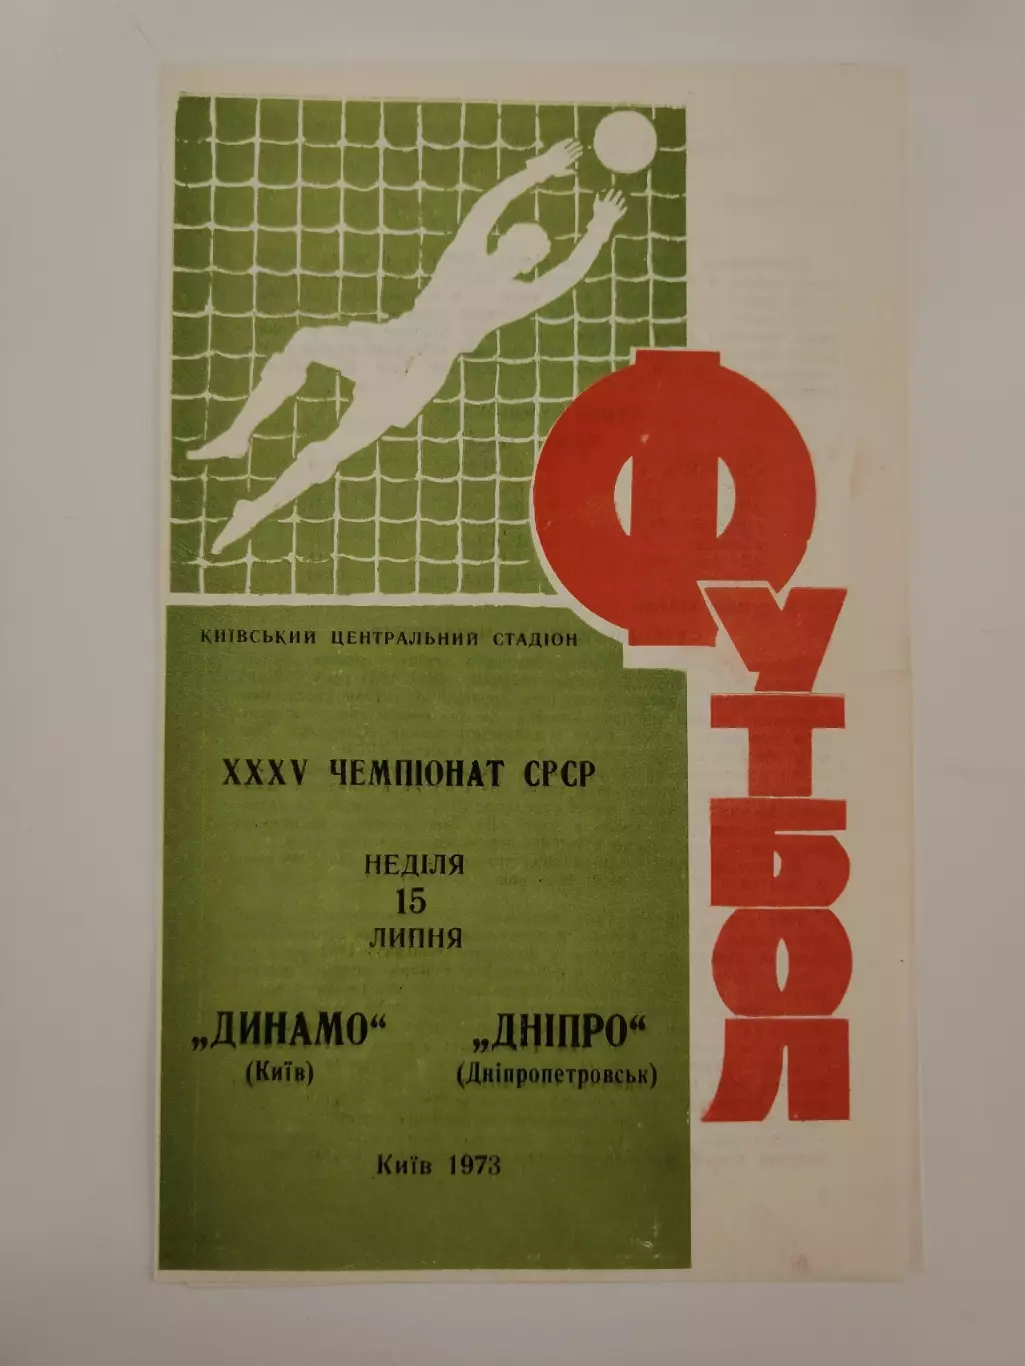 ФУТБОЛ
КИЇВСЬКИЙ ЦЕНТРАЛЬНИЙ СТАДІОН
XXXV ЧЕМПІОНАТ СРСР
НЕДІЛЯ
15
ЛИПНЯ
„ДИНАМО“ „ДНІПРО“
(Київ) (Дніпропетровськ)
Київ 1973